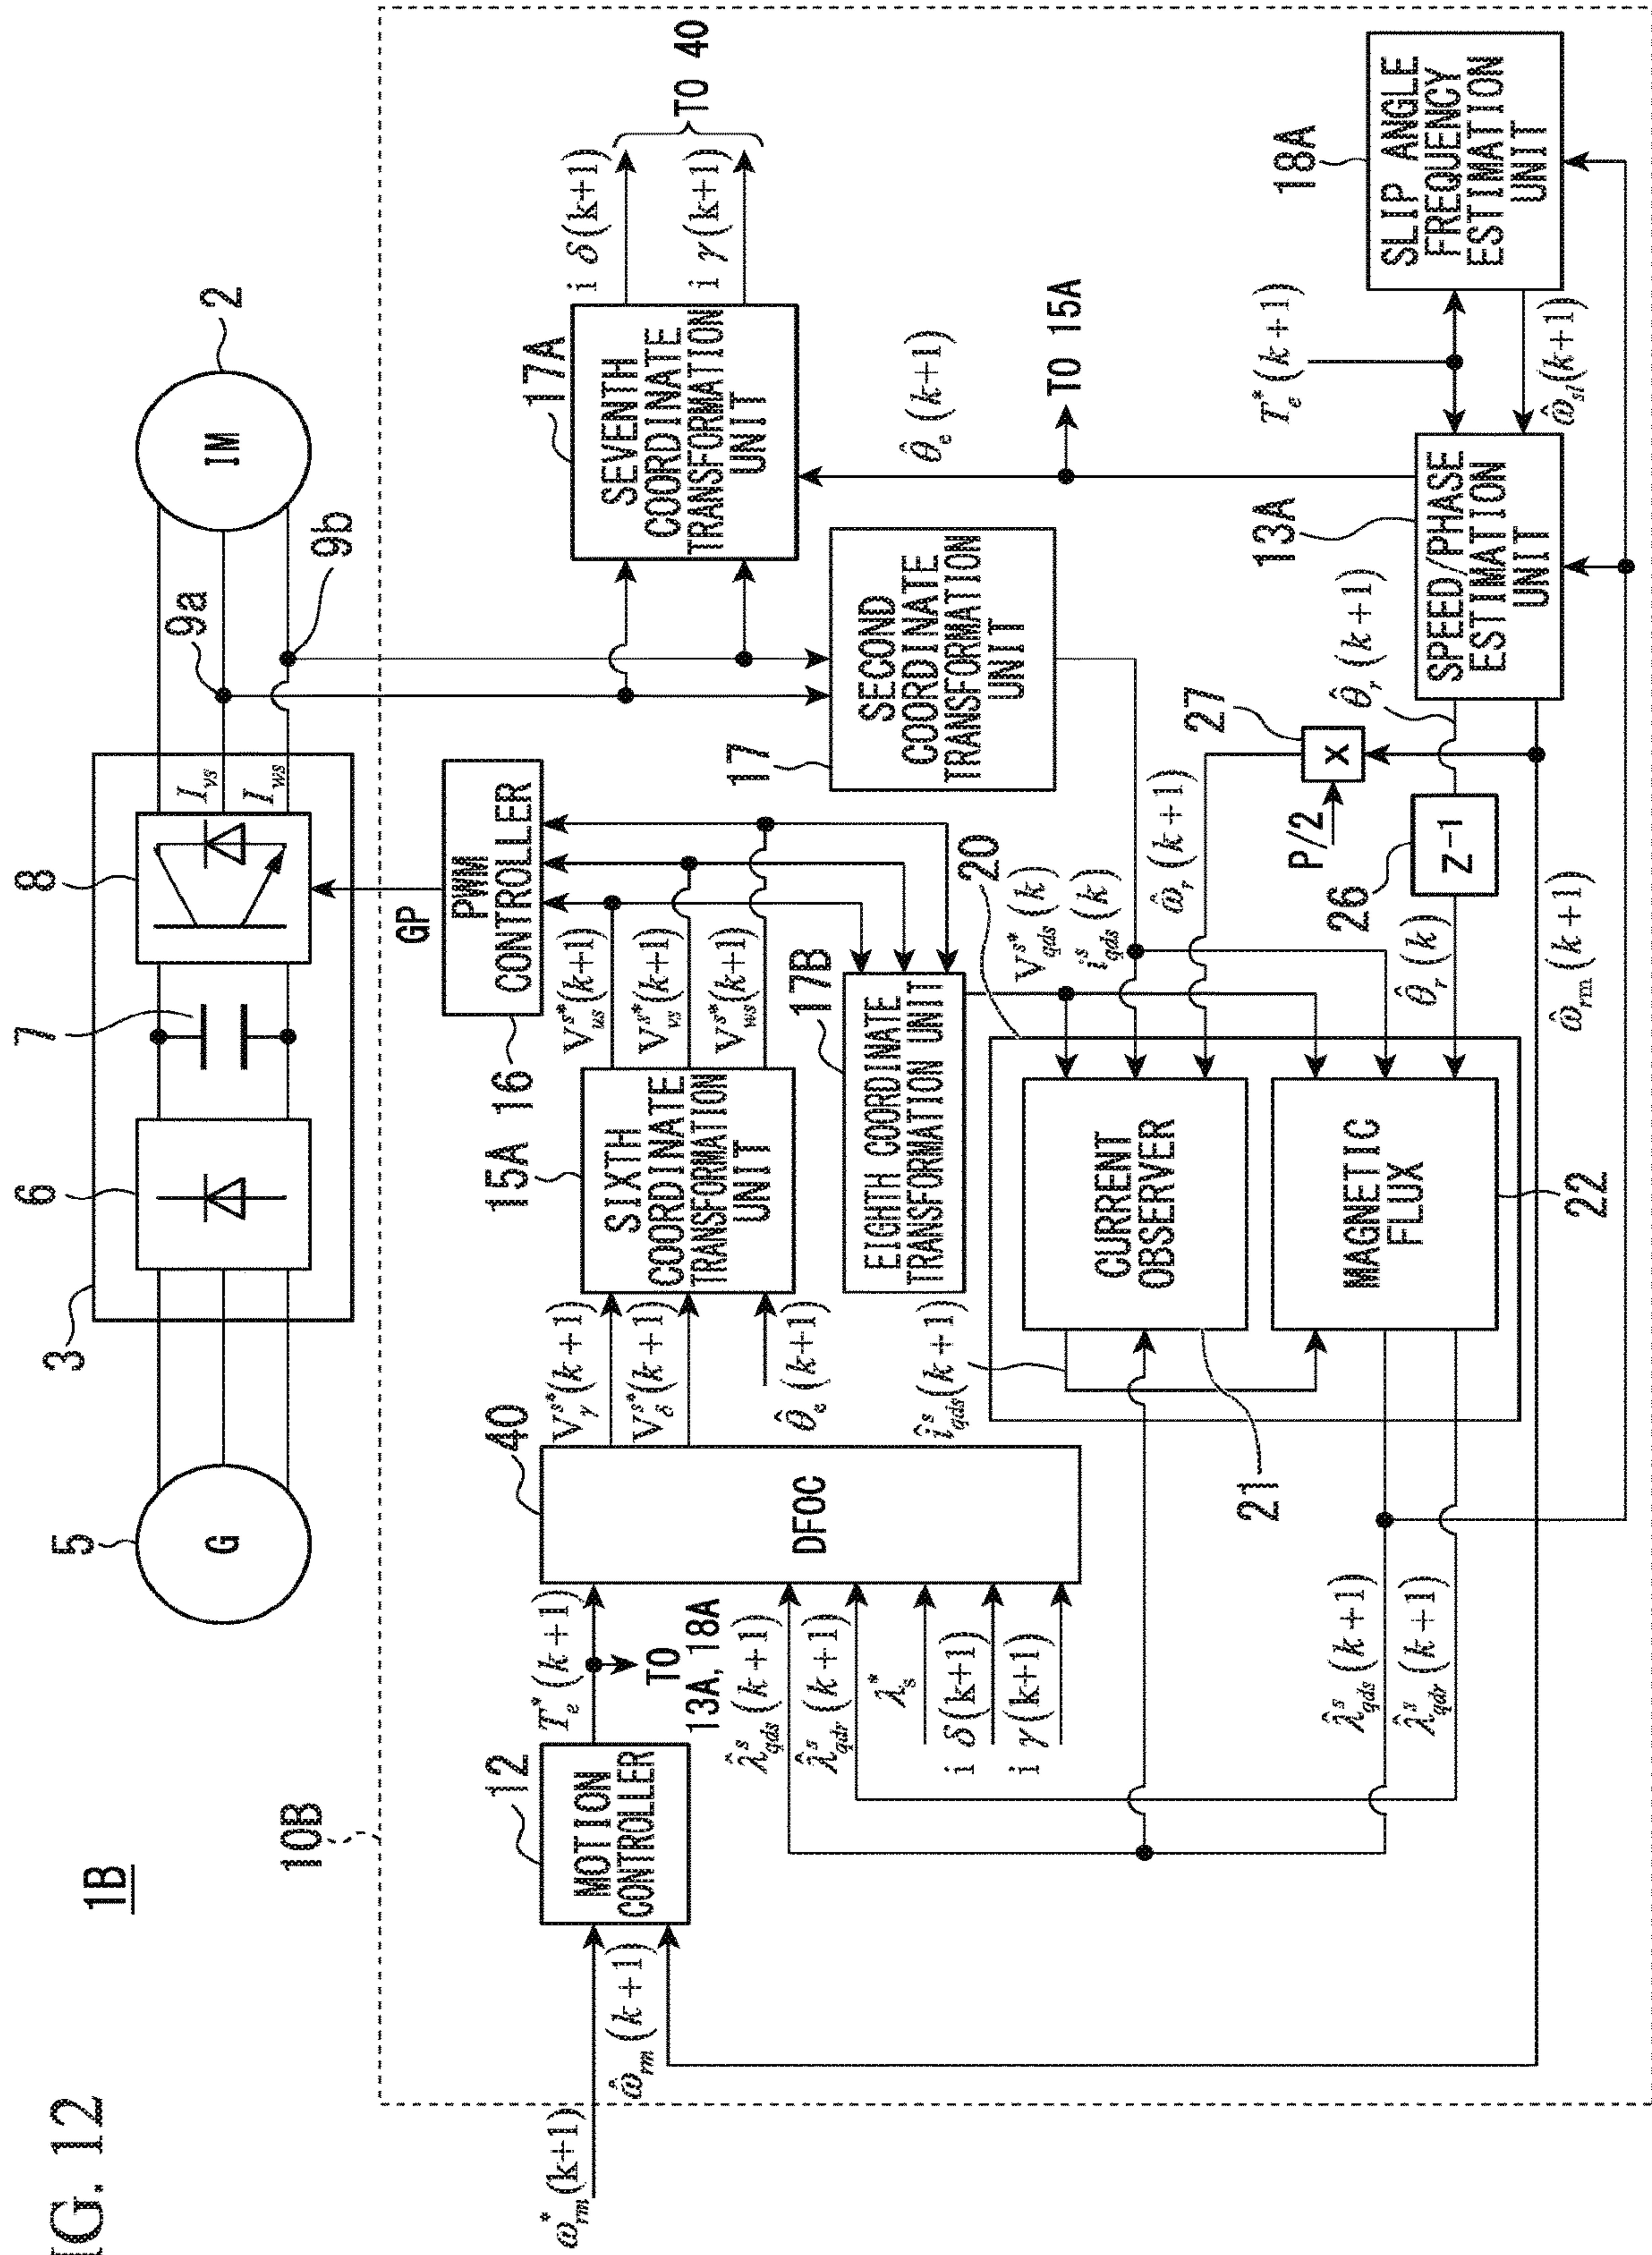 IG. 12
1B
10B
5
G
3
6
7
8
I_vs
I_ws
9a
9b
2
IM
ω*_rm(k+1)
ω̂_rm(k+1)
12
MOTION
CONTROLLER
T*_e(k+1)
TO
13A, 18A
λ̂^s_qds(k+1)
λ̂^s_qdr(k+1)
λ*_s
i δ(k+1)
i γ(k+1)
40
DFOC
V^s*_γ(k+1)
V^s*_δ(k+1)
θ̂_e(k+1)
15A
SIXTH
COORDINATE
TRANSFORMATION
UNIT
V^s*_us(k+1)
V^s*_vs(k+1)
V^s*_ws(k+1)
16
GP
PWM
CONTROLLER
17B
EIGHTH COORDINATE
TRANSFORMATION UNIT
17
SECOND
COORDINATE
TRANSFORMATION
UNIT
17A
SEVENTH
COORDINATE
TRANSFORMATION
UNIT
i δ(k+1)
i γ(k+1)
TO 40
θ̂_e(k+1)
TO 15A
20
V^s*_qds(k)
i^s_qds(k)
ω̂_r(k+1)
CURRENT
OBSERVER
21
î^s_qds(k+1)
MAGNETIC
FLUX
22
λ̂^s_qds(k+1)
λ̂^s_qdr(k+1)
θ̂_r(k)
26
Z⁻¹
P/2
27
X
θ̂_r(k+1)
ω̂_rm(k+1)
13A
SPEED/PHASE
ESTIMATION
UNIT
T*_e(k+1)
ω̂_sl(k+1)
18A
SLIP ANGLE
FREQUENCY
ESTIMATION
UNIT